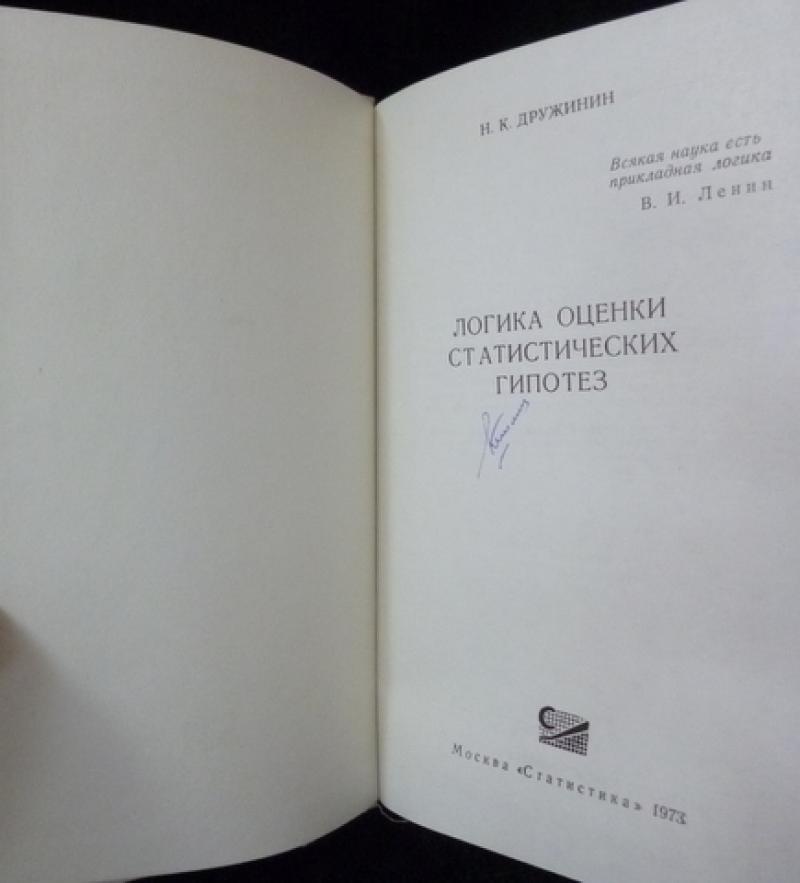 Н. К. ДРУЖИНИН
Всякая наука есть
прикладная логика
В. И. Ленин
ЛОГИКА ОЦЕНКИ
СТАТИСТИЧЕСКИХ
ГИПОТЕЗ
Москва «Статистика» 1973